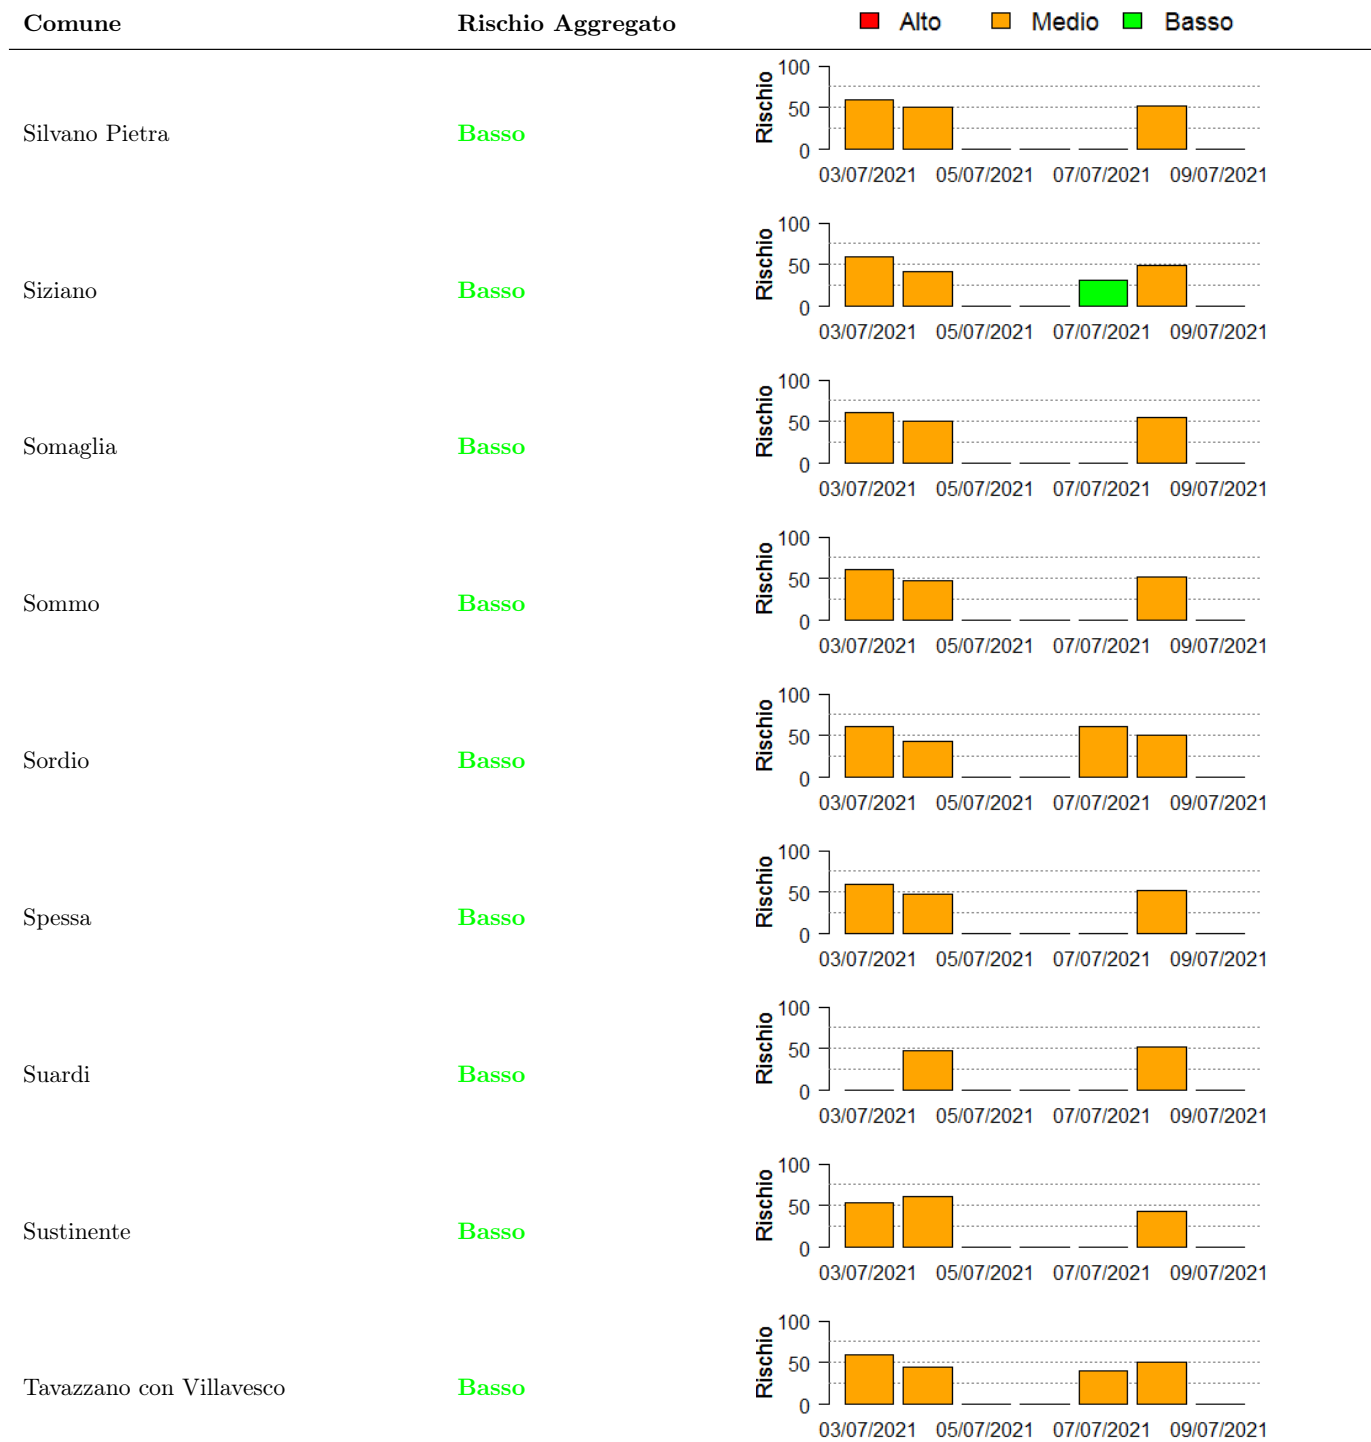 Comune Rischio Aggregato Alto Medio Basso
100
50
0
Rischio
Silvano Pietra Basso
03/07/2021 05/07/2021 07/07/2021 09/07/2021
100
50
0
Rischio
Siziano Basso
03/07/2021 05/07/2021 07/07/2021 09/07/2021
100
50
0
Rischio
Somaglia Basso
03/07/2021 05/07/2021 07/07/2021 09/07/2021
100
50
0
Rischio
Sommo Basso
03/07/2021 05/07/2021 07/07/2021 09/07/2021
100
50
0
Rischio
Sordio Basso
03/07/2021 05/07/2021 07/07/2021 09/07/2021
100
50
0
Rischio
Spessa Basso
03/07/2021 05/07/2021 07/07/2021 09/07/2021
100
50
0
Rischio
Suardi Basso
03/07/2021 05/07/2021 07/07/2021 09/07/2021
100
50
0
Rischio
Sustinente Basso
03/07/2021 05/07/2021 07/07/2021 09/07/2021
100
50
0
Rischio
Tavazzano con Villavesco Basso
03/07/2021 05/07/2021 07/07/2021 09/07/2021